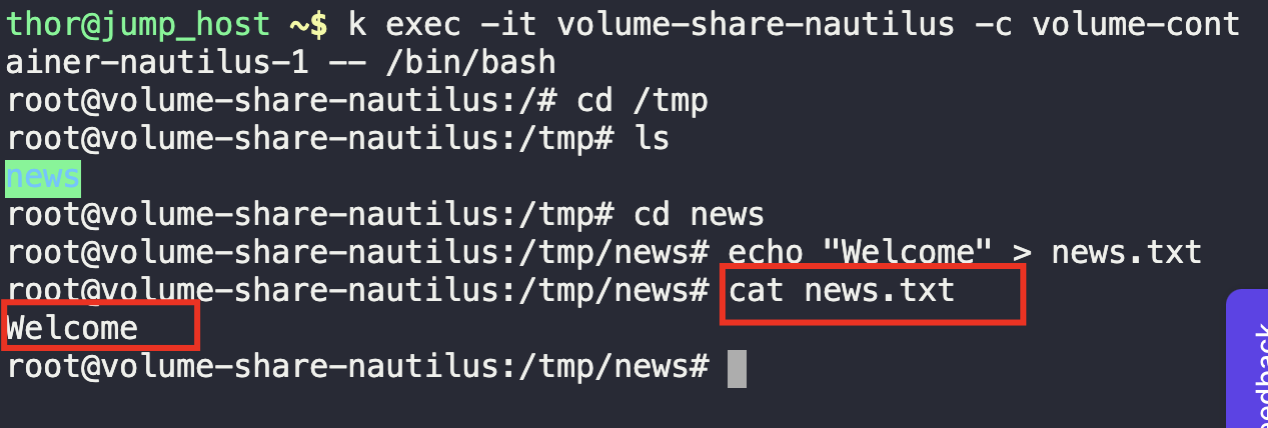 thor@jump_host ~$ k exec -it volume-share-nautilus -c volume-cont
ainer-nautilus-1 -- /bin/bash
root@volume-share-nautilus:/# cd /tmp
root@volume-share-nautilus:/tmp# ls
news
root@volume-share-nautilus:/tmp# cd news
root@volume-share-nautilus:/tmp/news# echo "Welcome" > news.txt
root@volume-share-nautilus:/tmp/news# cat news.txt
Welcome
root@volume-share-nautilus:/tmp/news#